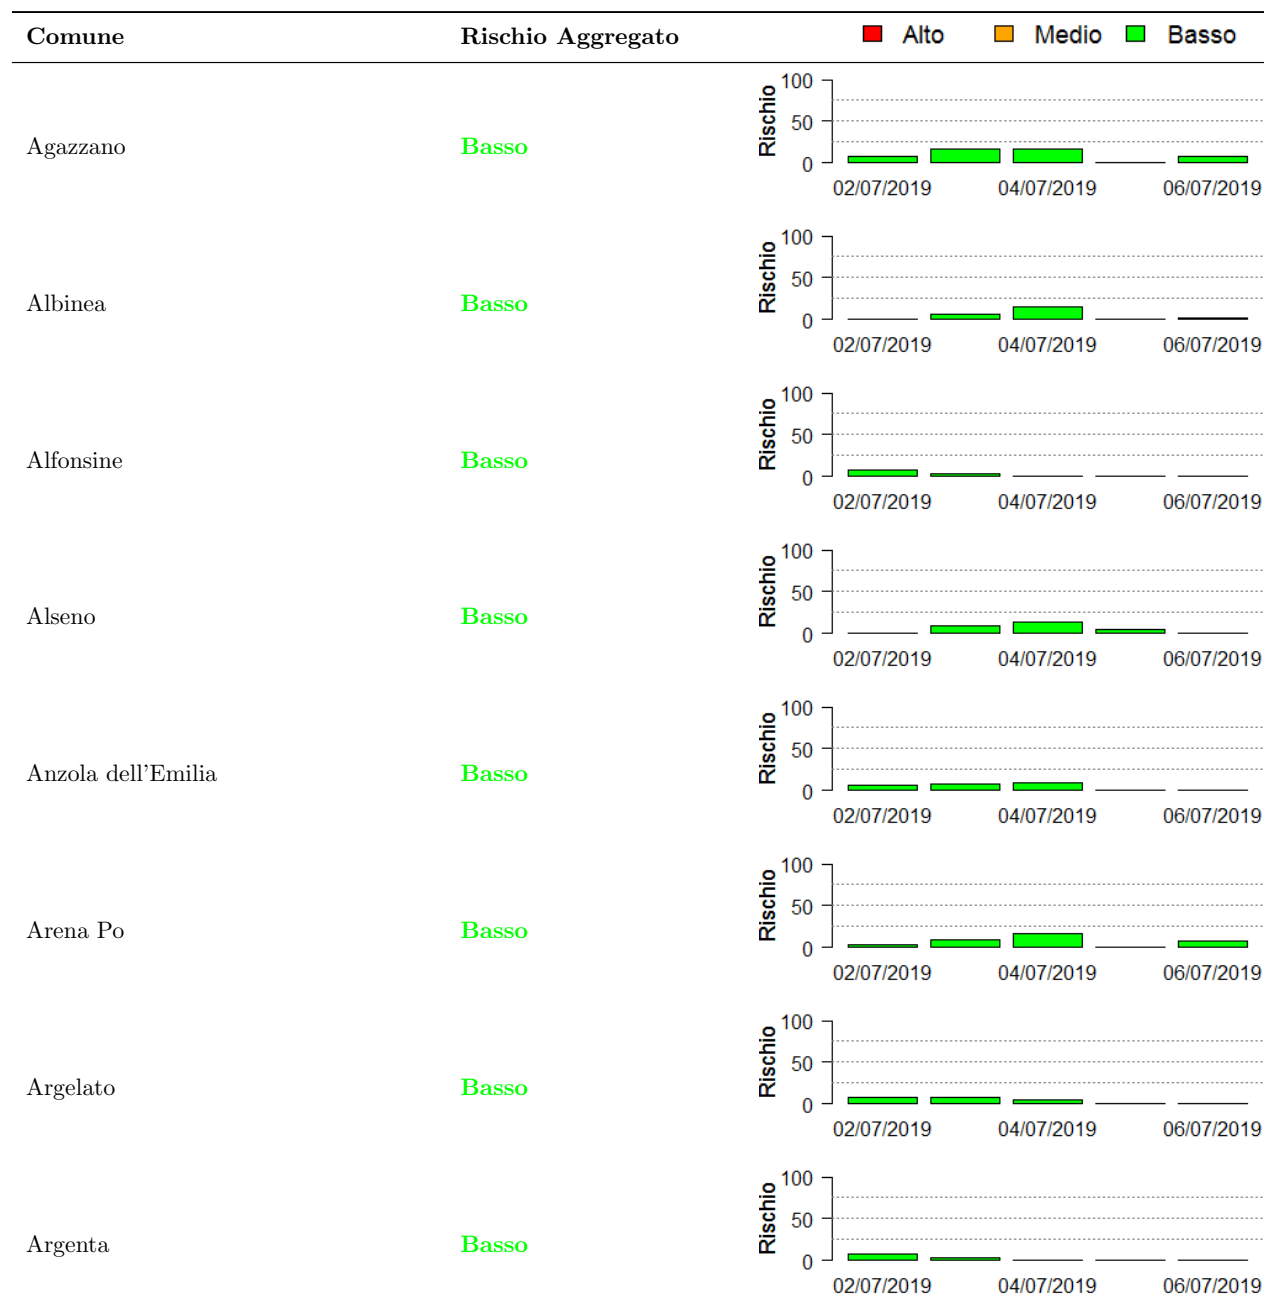 Comune Rischio Aggregato Alto Medio Basso
100
Rischio
50
Agazzano Basso
0
02/07/2019 04/07/2019 06/07/2019
100
Rischio
50
Albinea Basso
0
02/07/2019 04/07/2019 06/07/2019
100
Rischio
50
Alfonsine Basso
0
02/07/2019 04/07/2019 06/07/2019
100
Rischio
50
Alseno Basso
0
02/07/2019 04/07/2019 06/07/2019
100
Rischio
50
Anzola dell'Emilia Basso
0
02/07/2019 04/07/2019 06/07/2019
100
Rischio
50
Arena Po Basso
0
02/07/2019 04/07/2019 06/07/2019
100
Rischio
50
Argelato Basso
0
02/07/2019 04/07/2019 06/07/2019
100
Rischio
50
Argenta Basso
0
02/07/2019 04/07/2019 06/07/2019